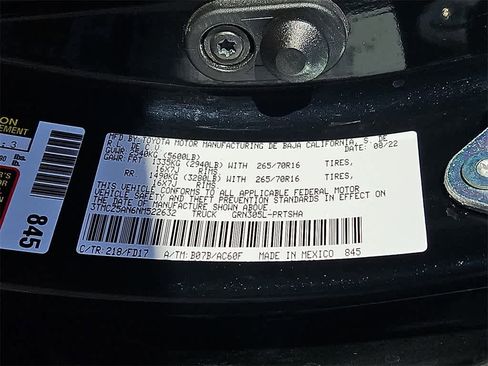 MFD BY: TOYOTA MOTOR MANUFACTURING DE BAJA CALIFORNIA, S. DE
R.L. DE C.V. DATE: 08/22
GVWR: 2540KG (5600LB)
GAWR: FRT 1335KG (2940LB) WITH 265/70R16 TIRES,
16X7J RIMS
RR 1490KG (3280LB) WITH 265/70R16 TIRES,
16X7J RIMS
THIS VEHICLE CONFORMS TO ALL APPLICABLE FEDERAL MOTOR
VEHICLE SAFETY AND THEFT PREVENTION STANDARDS IN EFFECT ON
THE DATE OF MANUFACTURE SHOWN ABOVE
3TMCZ5AN6NM522632 TRUCK GRN305L-PRTSHA
C/TR: 218/FD17 A/TM: B07B/AC60F MADE IN MEXICO 845
845